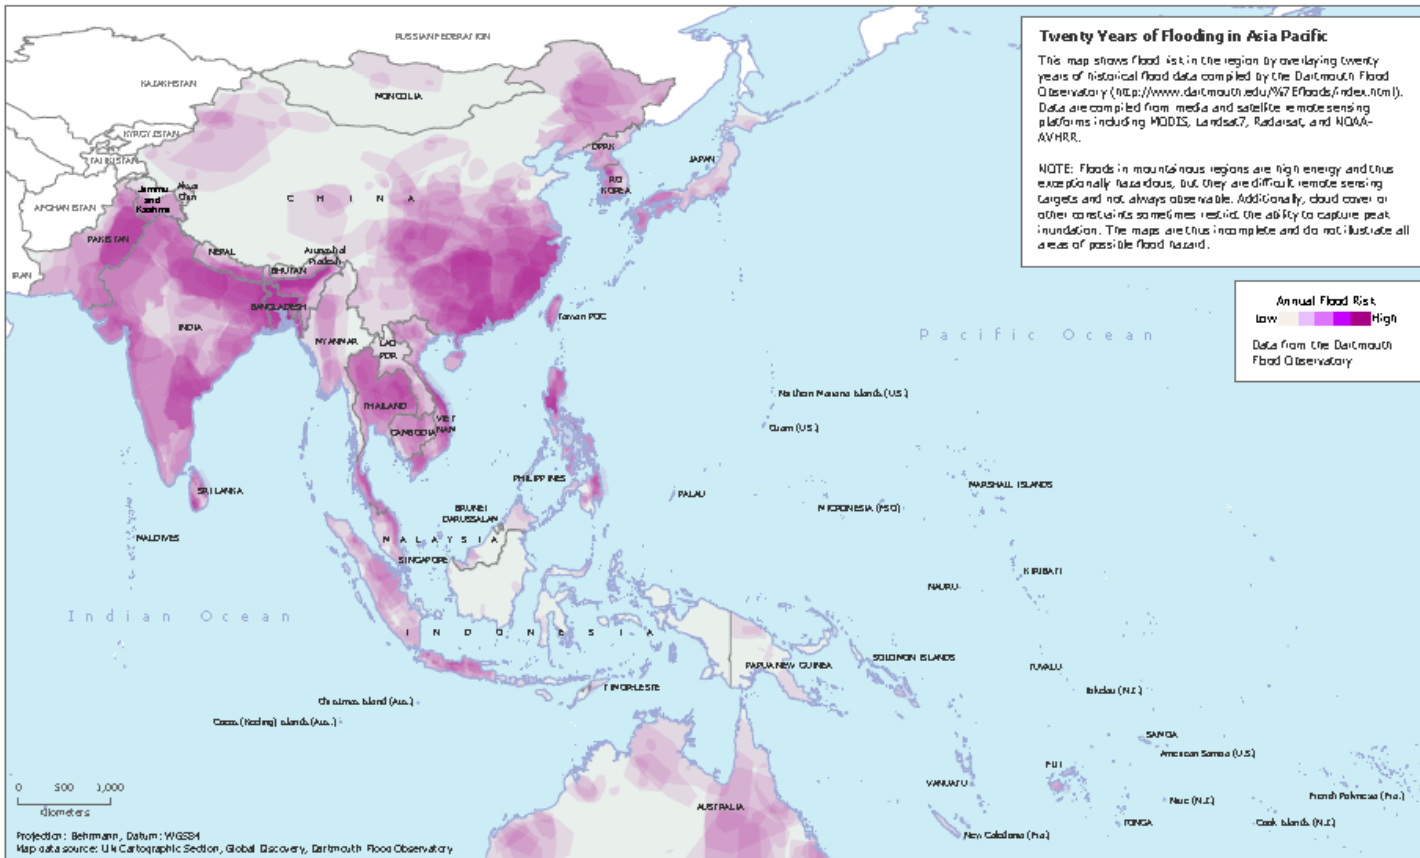 RUSSIAN FEDERATION
Twenty Years of Flooding in Asia Pacific
This map shows flood risk in the region by overlaying twenty
years of historical flood data compiled by the Dartmouth Flood
Observatory (http://www.dartmouth.edu/%7Efloods/index.html).
Data are compiled from media and satellite remote sensing
platforms including MODIS, Landsat7, Radarsat, and NOAA-
AVHRR.
NOTE: Floods in mountainous regions are high energy and thus
exceptionally hazardous, but they are difficult remote sensing
targets and not always observable. Additionally, cloud cover or
other constraints sometimes restrict the ability to capture peak
inundation. The maps are thus incomplete and do not illustrate all
areas of possible flood hazard.
KAZAKHSTAN
MONGOLIA
KYRGYZSTAN
TAJIKISTAN
DPRK
JAPAN
R.O
KOREA
Jammu
and
Kashmir
Aksai
Chin
AFGHANISTAN
C H I N A
PAKISTAN
NEPAL
Arunachal
Pradesh
BHUTAN
IRAN
BANGLADESH
INDIA
Taiwan POC
MYANMAR
LAO
PDR
Annual Flood Risk
Low
High
Data from the Dartmouth
Flood Observatory
Pacific Ocean
Northern Mariana Islands (U.S.)
THAILAND
VIET
NAM
CAMBODIA
Guam (U.S.)
PHILIPPINES
SRI LANKA
PALAU
MARSHALL ISLANDS
BRUNEI
DARUSSALAM
MICRONESIA (FSO)
MALDIVES
MALAYSIA
SINGAPORE
KIRIBATI
NAURU
Indian Ocean
INDONESIA
SOLOMON ISLANDS
PAPUA NEW GUINEA
TUVALU
TIMOR-LESTE
Tokelau (N.Z.)
Christmas Island (Aus.)
Cocos (Keeling) Islands (Aus.)
SAMOA
American Samoa (U.S.)
FIJI
VANUATU
French Polynesia (Fra.)
Niue (N.Z.)
AUSTRALIA
TONGA
Cook Islands (N.Z.)
New Caledonia (Fra.)
0 500 1,000
Kilometers
Projection: Behrmann, Datum: WGS84
Map data source: UN Cartographic Section, Global Discovery, Dartmouth Flood Observatory